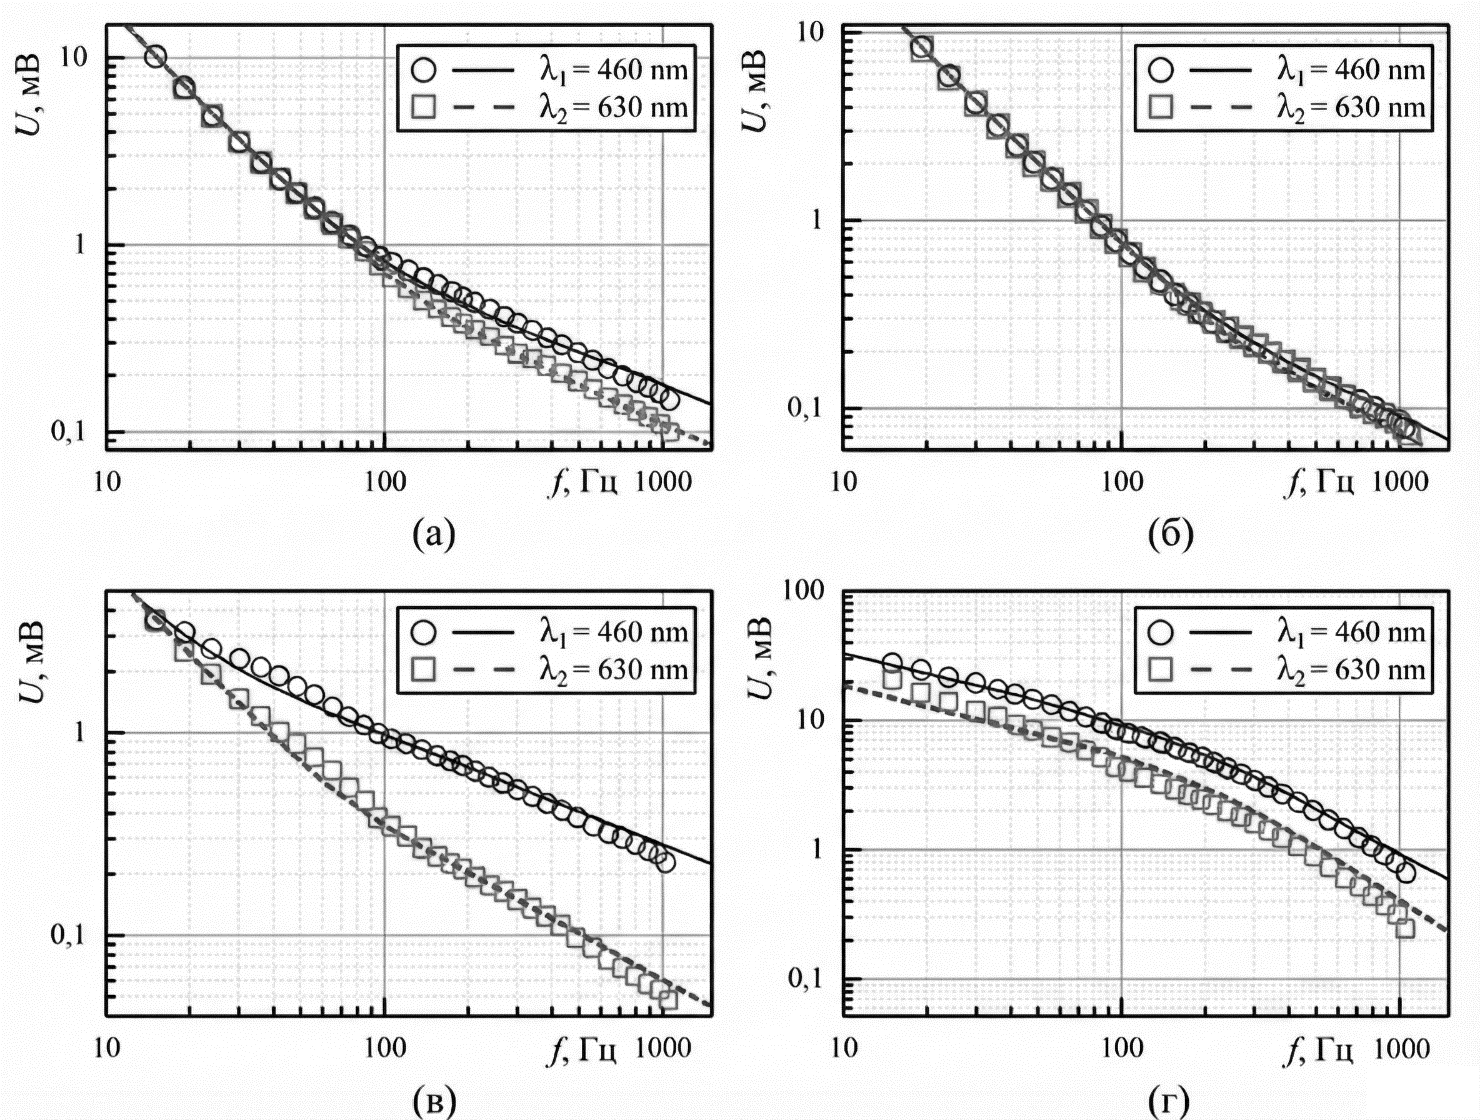 U, мВ
10
1
0,1
λ1 = 460 nm
λ2 = 630 nm
10 100 f, Гц 1000
(а)
U, мВ
10
1
0,1
λ1 = 460 nm
λ2 = 630 nm
10 100 f, Гц 1000
(б)
U, мВ
1
0,1
λ1 = 460 nm
λ2 = 630 nm
10 100 f, Гц 1000
(в)
U, мВ
100
10
1
0,1
λ1 = 460 nm
λ2 = 630 nm
10 100 f, Гц 1000
(г)